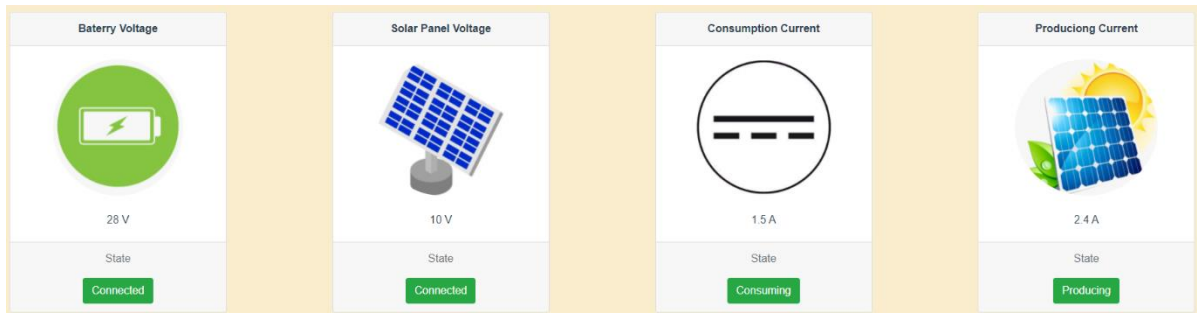 Baterry Voltage
28 V
State
Connected
Solar Panel Voltage
10 V
State
Connected
Consumption Current
1.5 A
State
Consuming
Produciong Current
2.4 A
State
Producing